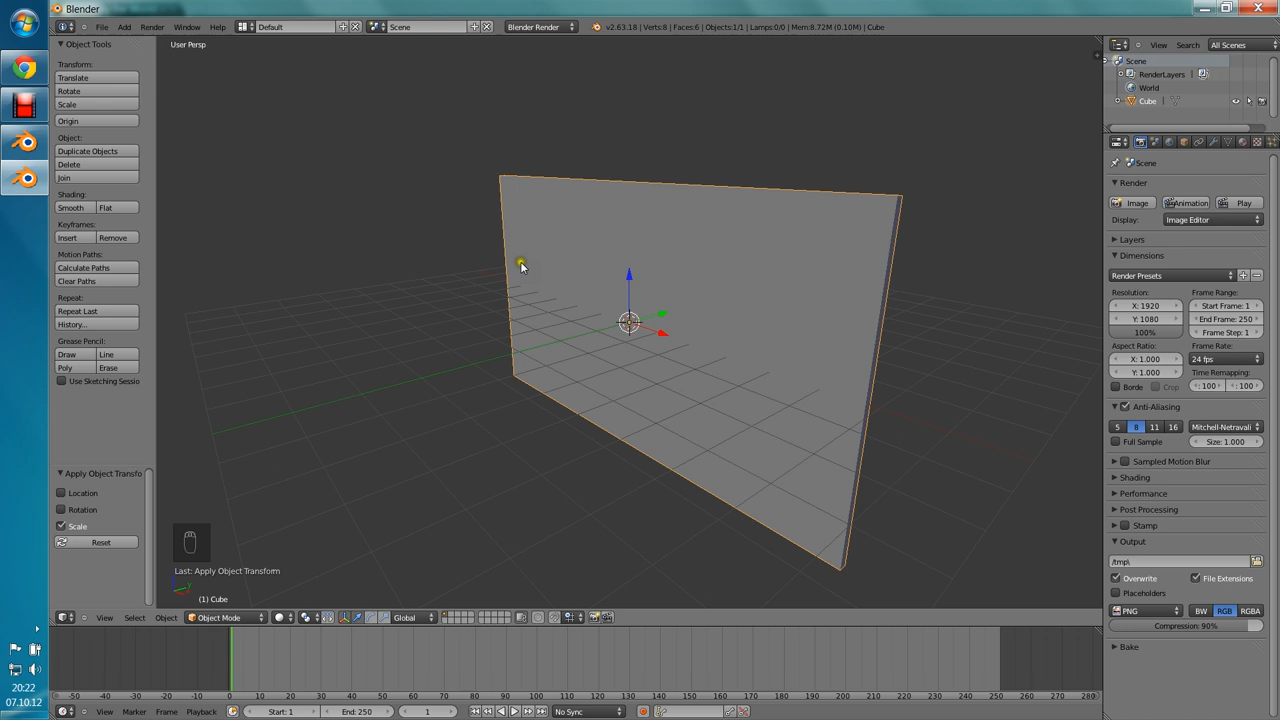 Blender
File Add Render Window Help Default Scene Blender Render v2.63.18 | Verts:8 | Faces:6 | Objects:1/1 | Lamps:0/0 | Mem:8.72M (0.10M) | Cube
Object Tools
Transform:
Translate
Rotate
Scale
Origin
Object:
Duplicate Objects
Delete
Join
Shading:
Smooth Flat
Keyframes:
Insert Remove
Motion Paths:
Calculate Paths
Clear Paths
Repeat:
Repeat Last
History...
Grease Pencil:
Draw Line
Poly Erase
Use Sketching Sessio
Apply Object Transfo
Location
Rotation
Scale
Reset
User Persp
Last: Apply Object Transform
(1) Cube
View Select Object Object Mode Global
View Search All Scenes
Scene
RenderLayers
World
Cube
Scene
Render
Image Animation Play
Display: Image Editor
Layers
Dimensions
Render Presets
Resolution: Frame Range:
X: 1920 Start Frame: 1
Y: 1080 End Frame: 250
100% Frame Step: 1
Aspect Ratio: Frame Rate:
X: 1.000 24 fps
Y: 1.000 Time Remapping:
Borde Crop : 100 : 100
Anti-Aliasing
5 8 11 16 Mitchell-Netravali
Full Sample Size: 1.000
Sampled Motion Blur
Shading
Performance
Post Processing
Stamp
Output
/tmp\
Overwrite File Extensions
Placeholders
PNG BW RGB RGBA
Compression: 90%
Bake
-50 -40 -30 -20 -10 0 10 20 30 40 50 60 70 80 90 100 110 120 130 140 150 160 170 180 190 200 210 220 230 240 250 260 270 280
View Marker Frame Playback Start: 1 End: 250 1 No Sync
20:22
07.10.12